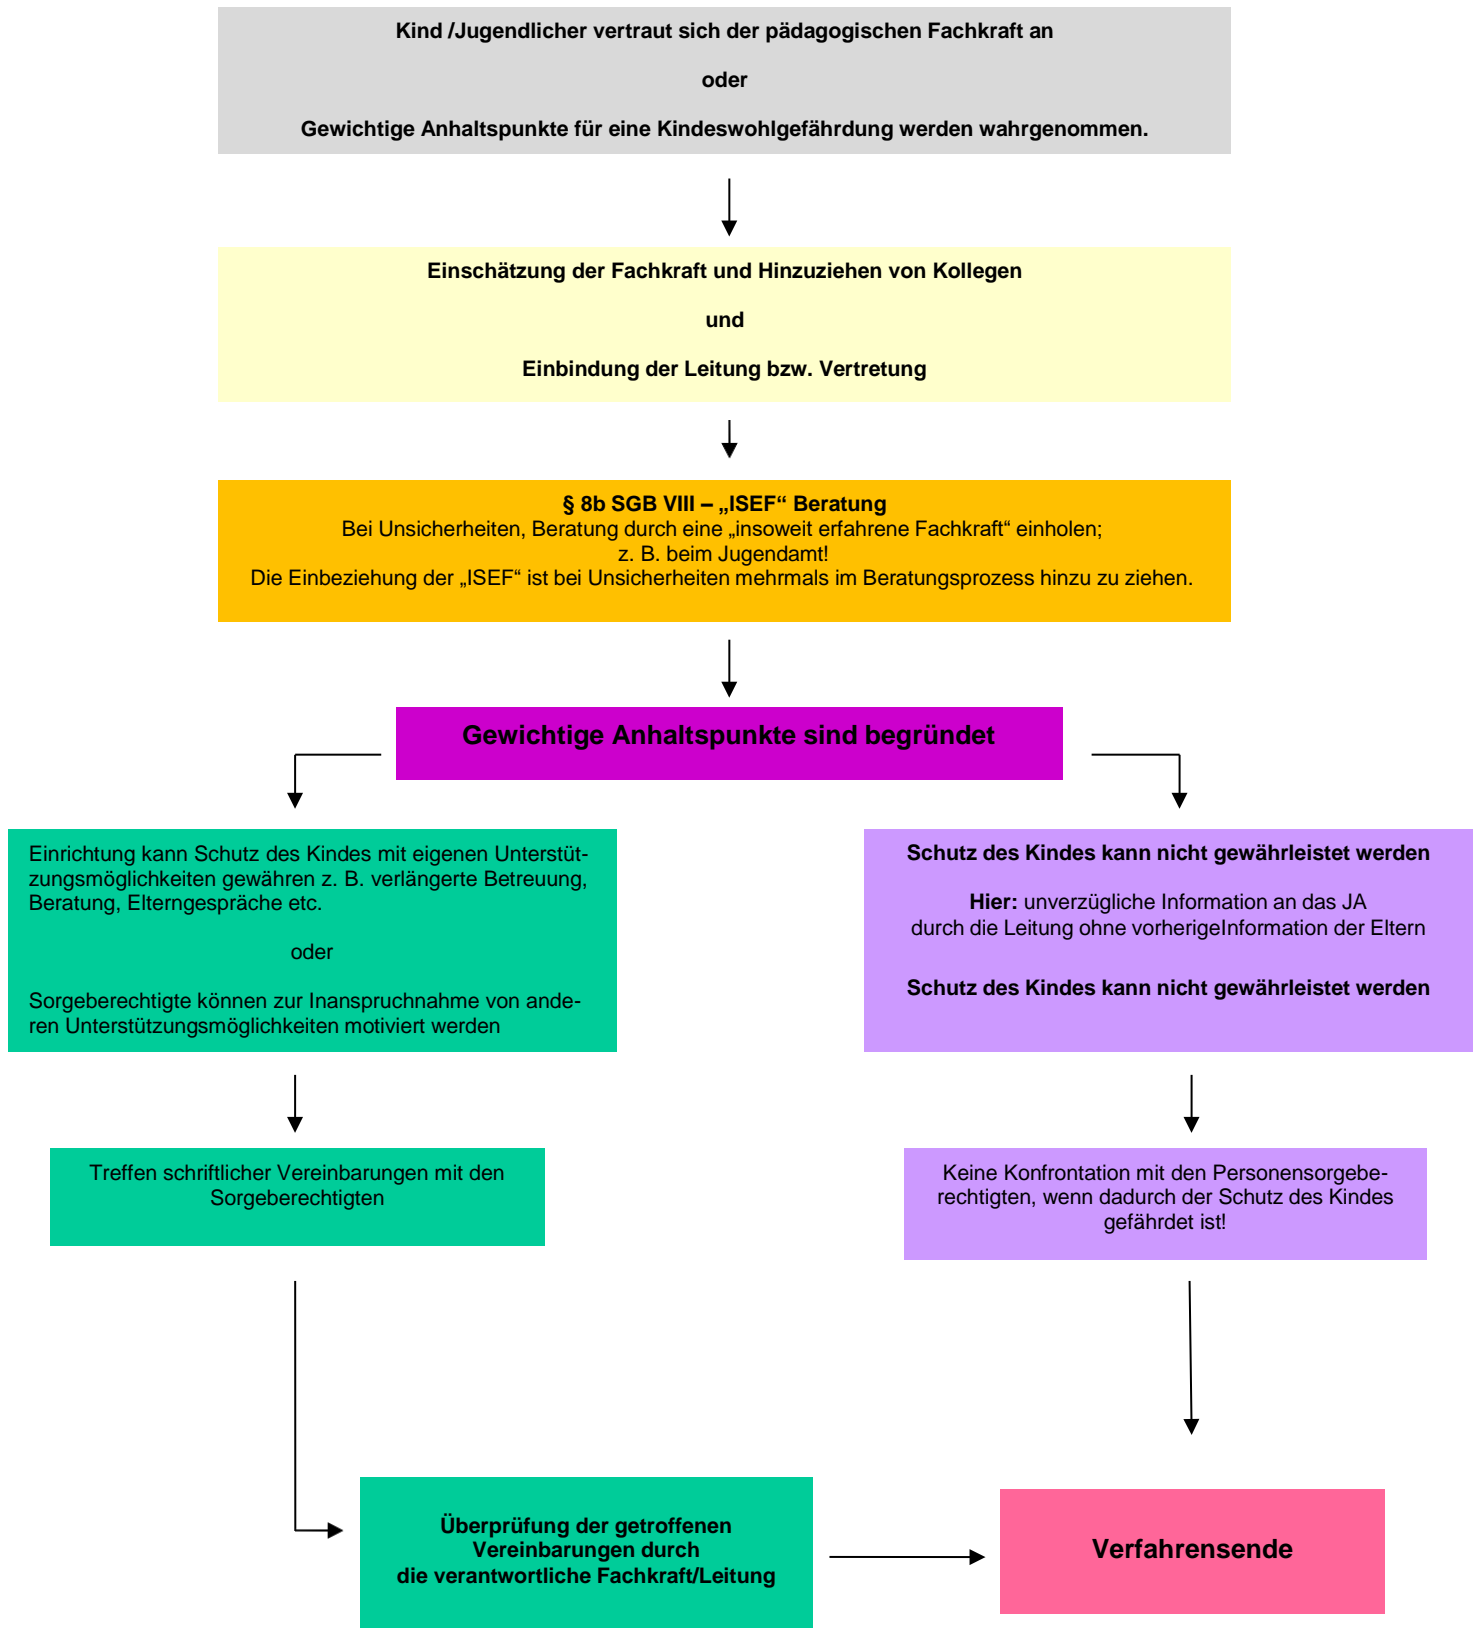 Kind /Jugendlicher vertraut sich der pädagogischen Fachkraft an
oder
Gewichtige Anhaltspunkte für eine Kindeswohlgefährdung werden wahrgenommen.
Einschätzung der Fachkraft und Hinzuziehen von Kollegen
und
Einbindung der Leitung bzw. Vertretung
§ 8b SGB VIII – „ISEF“ Beratung
Bei Unsicherheiten, Beratung durch eine „insoweit erfahrene Fachkraft“ einholen;
z. B. beim Jugendamt!
Die Einbeziehung der „ISEF“ ist bei Unsicherheiten mehrmals im Beratungsprozess hinzu zu ziehen.
Gewichtige Anhaltspunkte sind begründet
Einrichtung kann Schutz des Kindes mit eigenen Unterstüt-
zungsmöglichkeiten gewähren z. B. verlängerte Betreuung,
Beratung, Elterngespräche etc.
oder
Sorgeberechtigte können zur Inanspruchnahme von ande-
ren Unterstützungsmöglichkeiten motiviert werden
Schutz des Kindes kann nicht gewährleistet werden
Hier: unverzügliche Information an das JA
durch die Leitung ohne vorherigeInformation der Eltern
Schutz des Kindes kann nicht gewährleistet werden
Treffen schriftlicher Vereinbarungen mit den
Sorgeberechtigten
Keine Konfrontation mit den Personensorgebe-
rechtigten, wenn dadurch der Schutz des Kindes
gefährdet ist!
Überprüfung der getroffenen
Vereinbarungen durch
die verantwortliche Fachkraft/Leitung
Verfahrensende